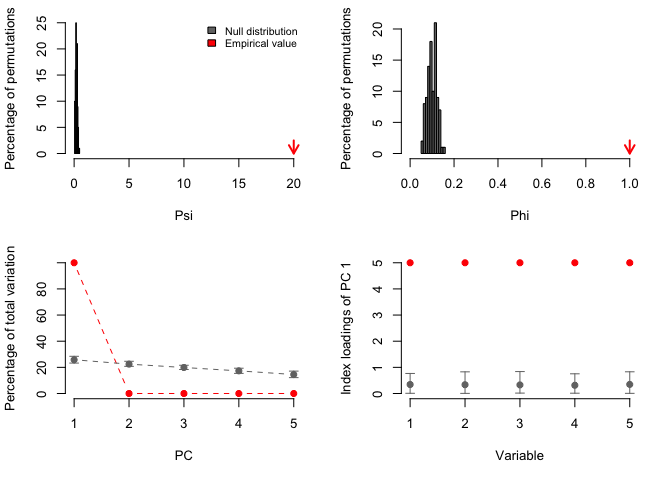 Percentage of permutations
0 5 10 15 20 25
Null distribution
Empirical value
0 5 10 15 20
Psi
Percentage of permutations
0 5 10 15 20
0.0 0.2 0.4 0.6 0.8 1.0
Phi
Percentage of total variation
0 20 40 60 80
1 2 3 4 5
PC
Index loadings of PC 1
0 1 2 3 4 5
1 2 3 4 5
Variable